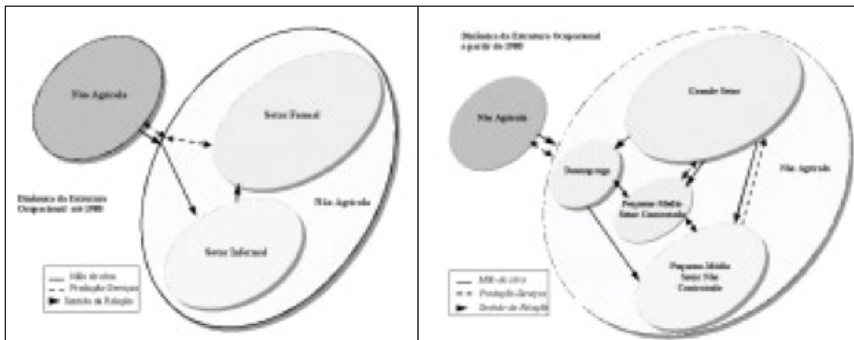 Não Agrícola
Setor Formal
Dinâmica da Estrutura
Ocupacional até 1980
Não Agrícola
Setor Informal
Mão de obra
Produção-Serviços
Sentido da Relação
Dinâmica da Estrutura Ocupacional
a partir de 1980
Grande Setor
Não Agrícola
Desemprego
Não Agrícola
Pequeno-Médio
Setor Contratado
Pequeno-Médio
Setor Não
Contratado
Mão de obra
Produção-Serviços
Sentido da Relação